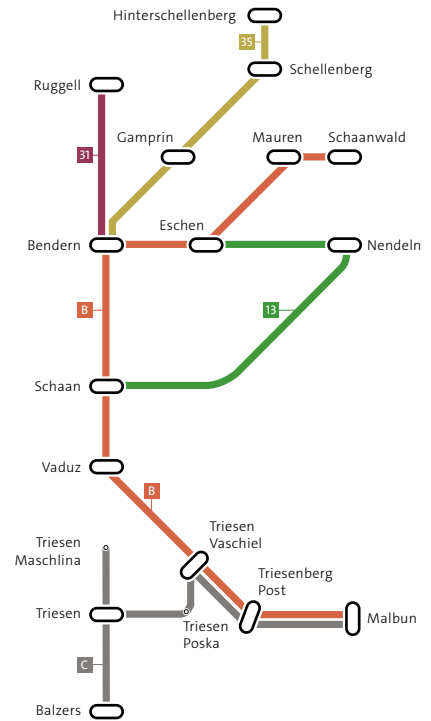 Hinterschellenberg
35
Schellenberg
Ruggell
Gamprin
Mauren
Schaanwald
31
Eschen
Bendern
Nendeln
B
13
Schaan
Vaduz
B
Triesen
Vaschiel
Triesen
Maschlina
Triesenberg
Post
Triesen
Malbun
Triesen
Poska
C
Balzers